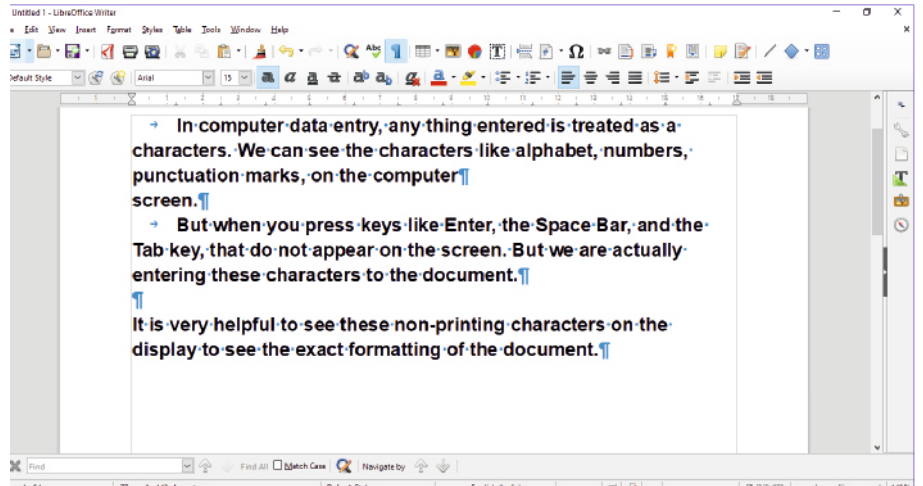 Untitled 1 - LibreOffice Writer
Edit View Insert Format Styles Table Tools Window Help
Default Style Arial 15
→ In·computer·data·entry,·any·thing·entered·is·treated·as·a·
characters.·We·can·see·the·characters·like·alphabet,·numbers,·
punctuation·marks,·on·the·computer¶
screen.¶
→ But·when·you·press·keys·like·Enter,·the·Space·Bar,·and·the·
Tab·key,·that·do·not·appear·on·the·screen.·But·we·are·actually·
entering·these·characters·to·the·document.¶
¶
It·is·very·helpful·to·see·these·non-printing·characters·on·the·
display·to·see·the·exact·formatting·of·the·document.¶
Find Find All Match Case Navigate by